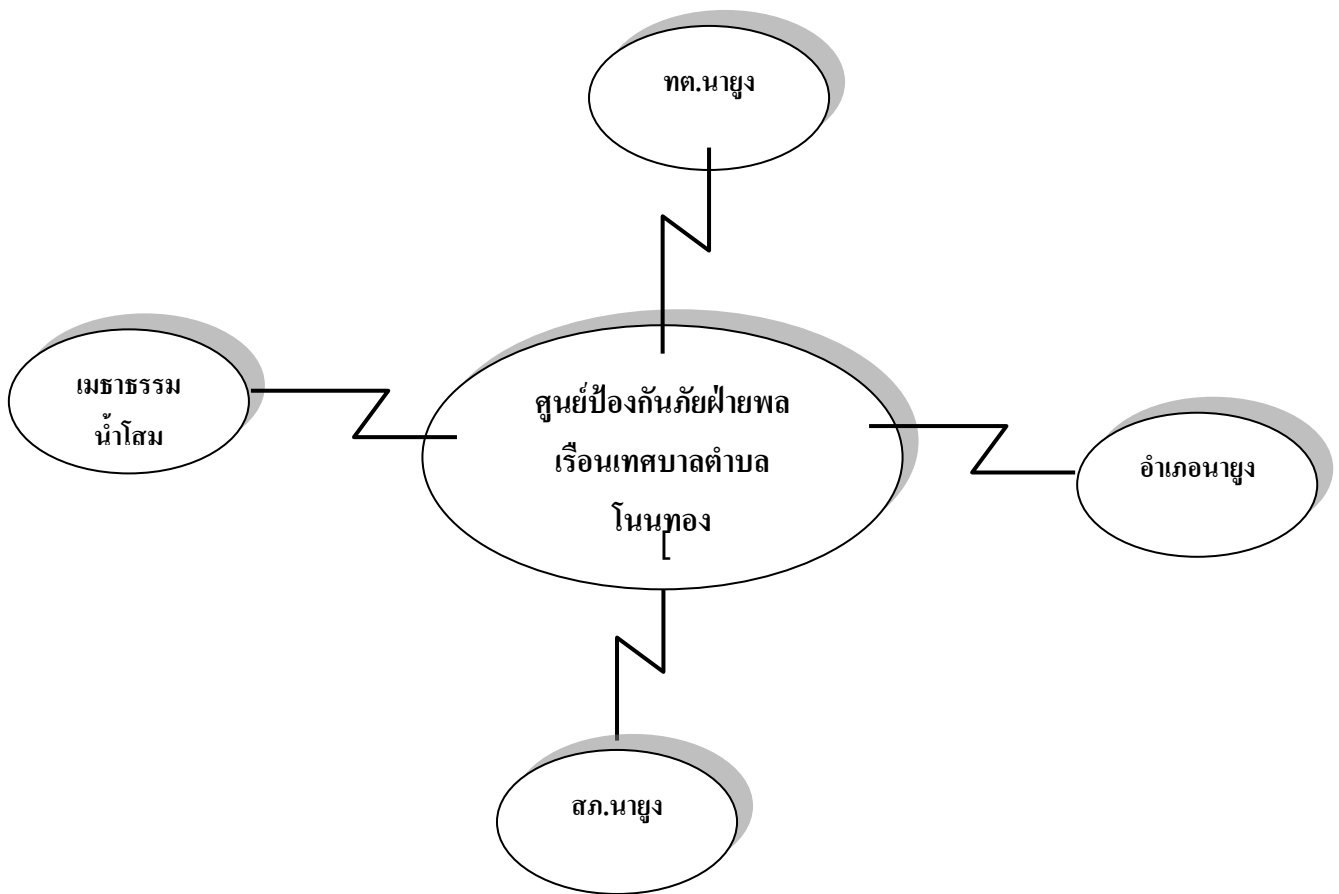 ทต.นายูง
เมธาธรรม
น้ำโสม
ศูนย์ป้องกันภัยฝ่ายพล
เรือนเทศบาลตำบล
โนนทอง
[
อำเภอนายูง
สภ.นายูง